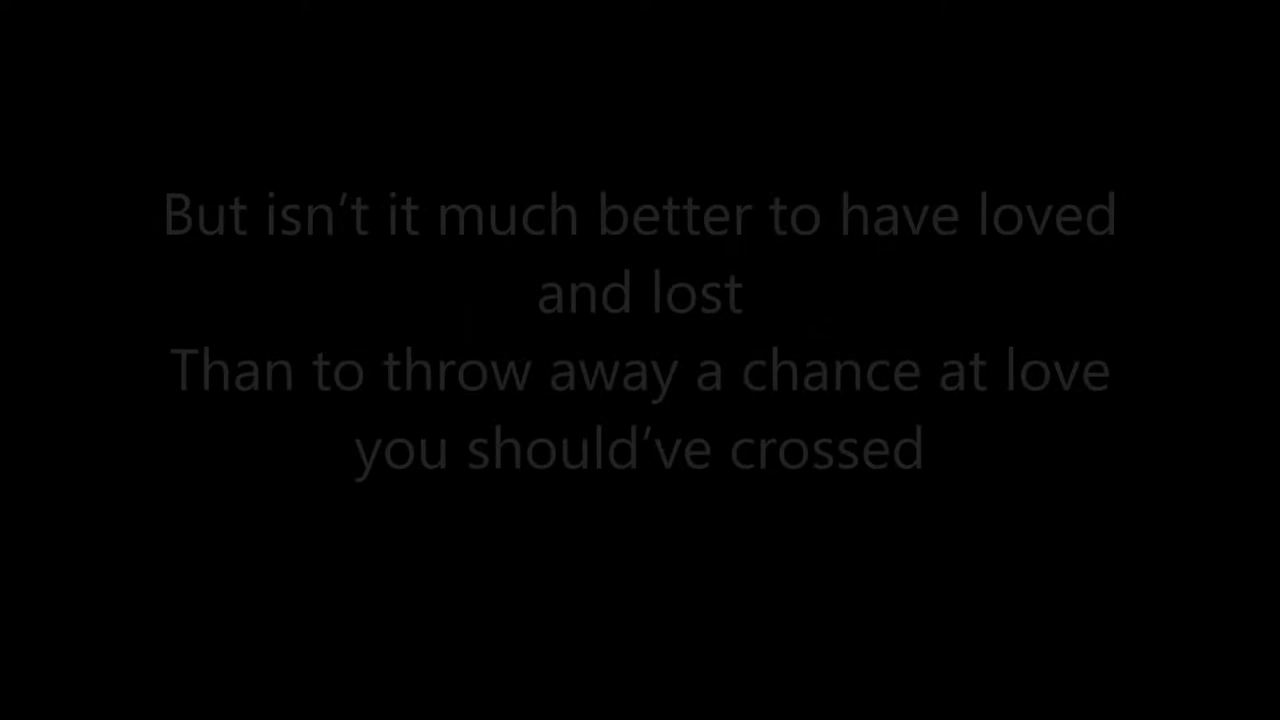 But isn’t it much better to have loved
and lost
Than to throw away a chance at love
you should’ve crossed